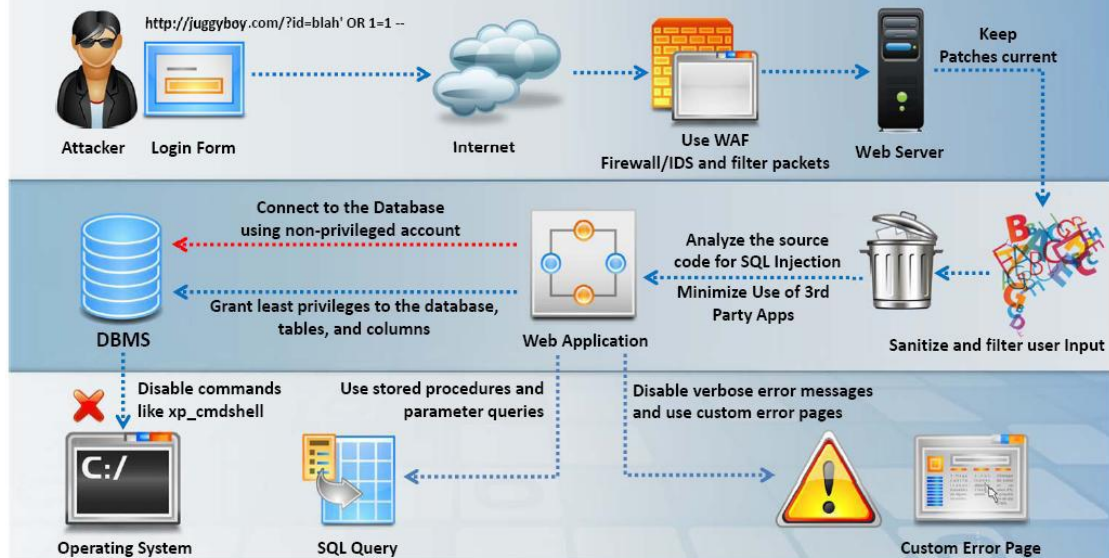 http://juggyboy.com/?id=blah' OR 1=1 --
Attacker
Login Form
Internet
Use WAF
Firewall/IDS and filter packets
Web Server
Keep
Patches current
Connect to the Database
using non-privileged account
Grant least privileges to the database,
tables, and columns
DBMS
Web Application
Analyze the source
code for SQL Injection
Minimize Use of 3rd
Party Apps
Sanitize and filter user Input
Disable commands
like xp_cmdshell
Use stored procedures and
parameter queries
Disable verbose error messages
and use custom error pages
C:/
Operating System
SQL Query
Custom Error Page